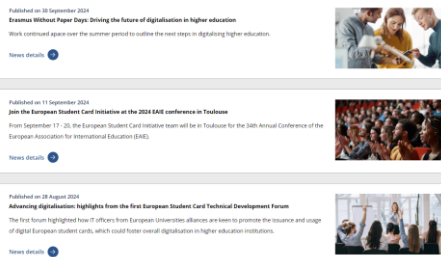 Published on 30 September 2024
Erasmus Without Paper Days: Driving the future of digitalisation in higher education
Work continued apace over the summer period to outline the next steps in digitalising higher education.
News details
Published on 11 September 2024
Join the European Student Card Initiative at the 2024 EAIE conference in Toulouse
From September 17 - 20, the European Student Card Initiative team will be in Toulouse for the 34th Annual Conference of the
European Association for International Education (EAIE).
News details
Published on 28 August 2024
Advancing digitalisation: highlights from the first European Student Card Technical Development Forum
The first forum highlighted how IT officers from European Universities alliances are keen to promote the issuance and usage
of digital European student cards, which could foster overall digitalisation in higher education institutions.
News details